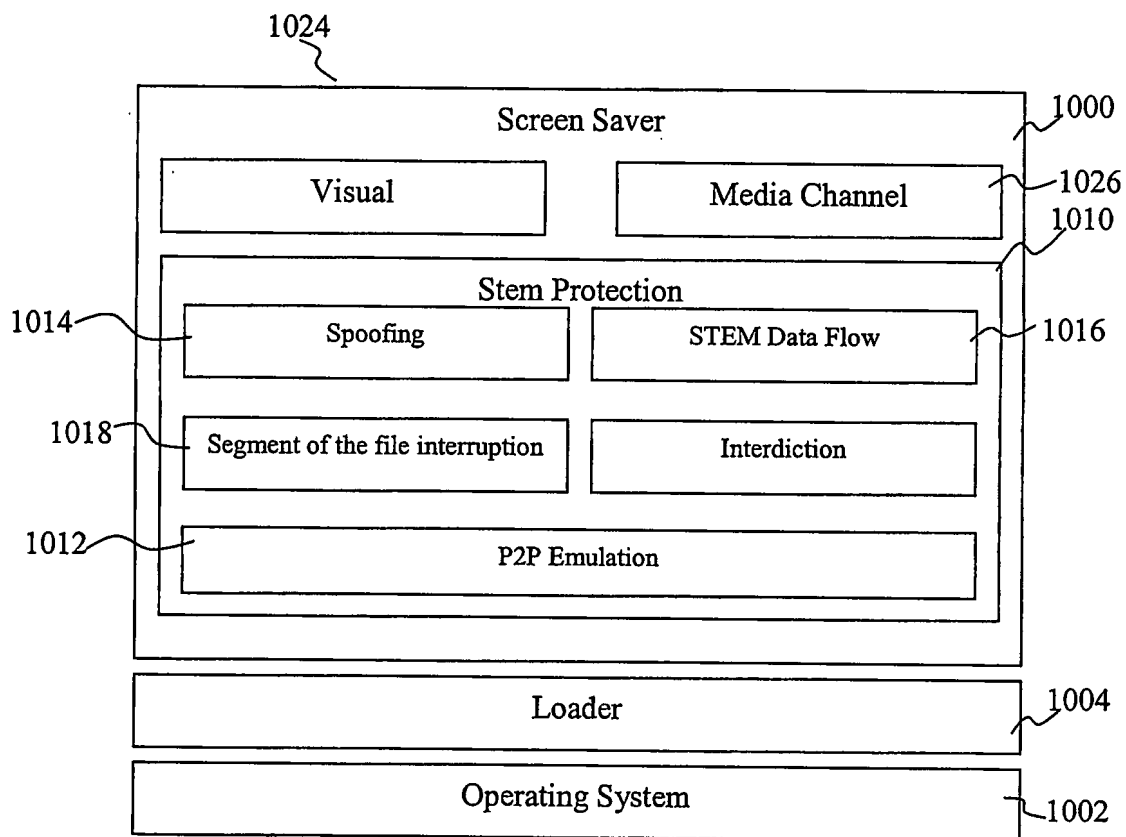 1024
Screen Saver
1000
Visual
Media Channel
1026
1010
Stem Protection
1014
Spoofing
STEM Data Flow
1016
1018
Segment of the file interruption
Interdiction
1012
P2P Emulation
Loader
1004
Operating System
1002